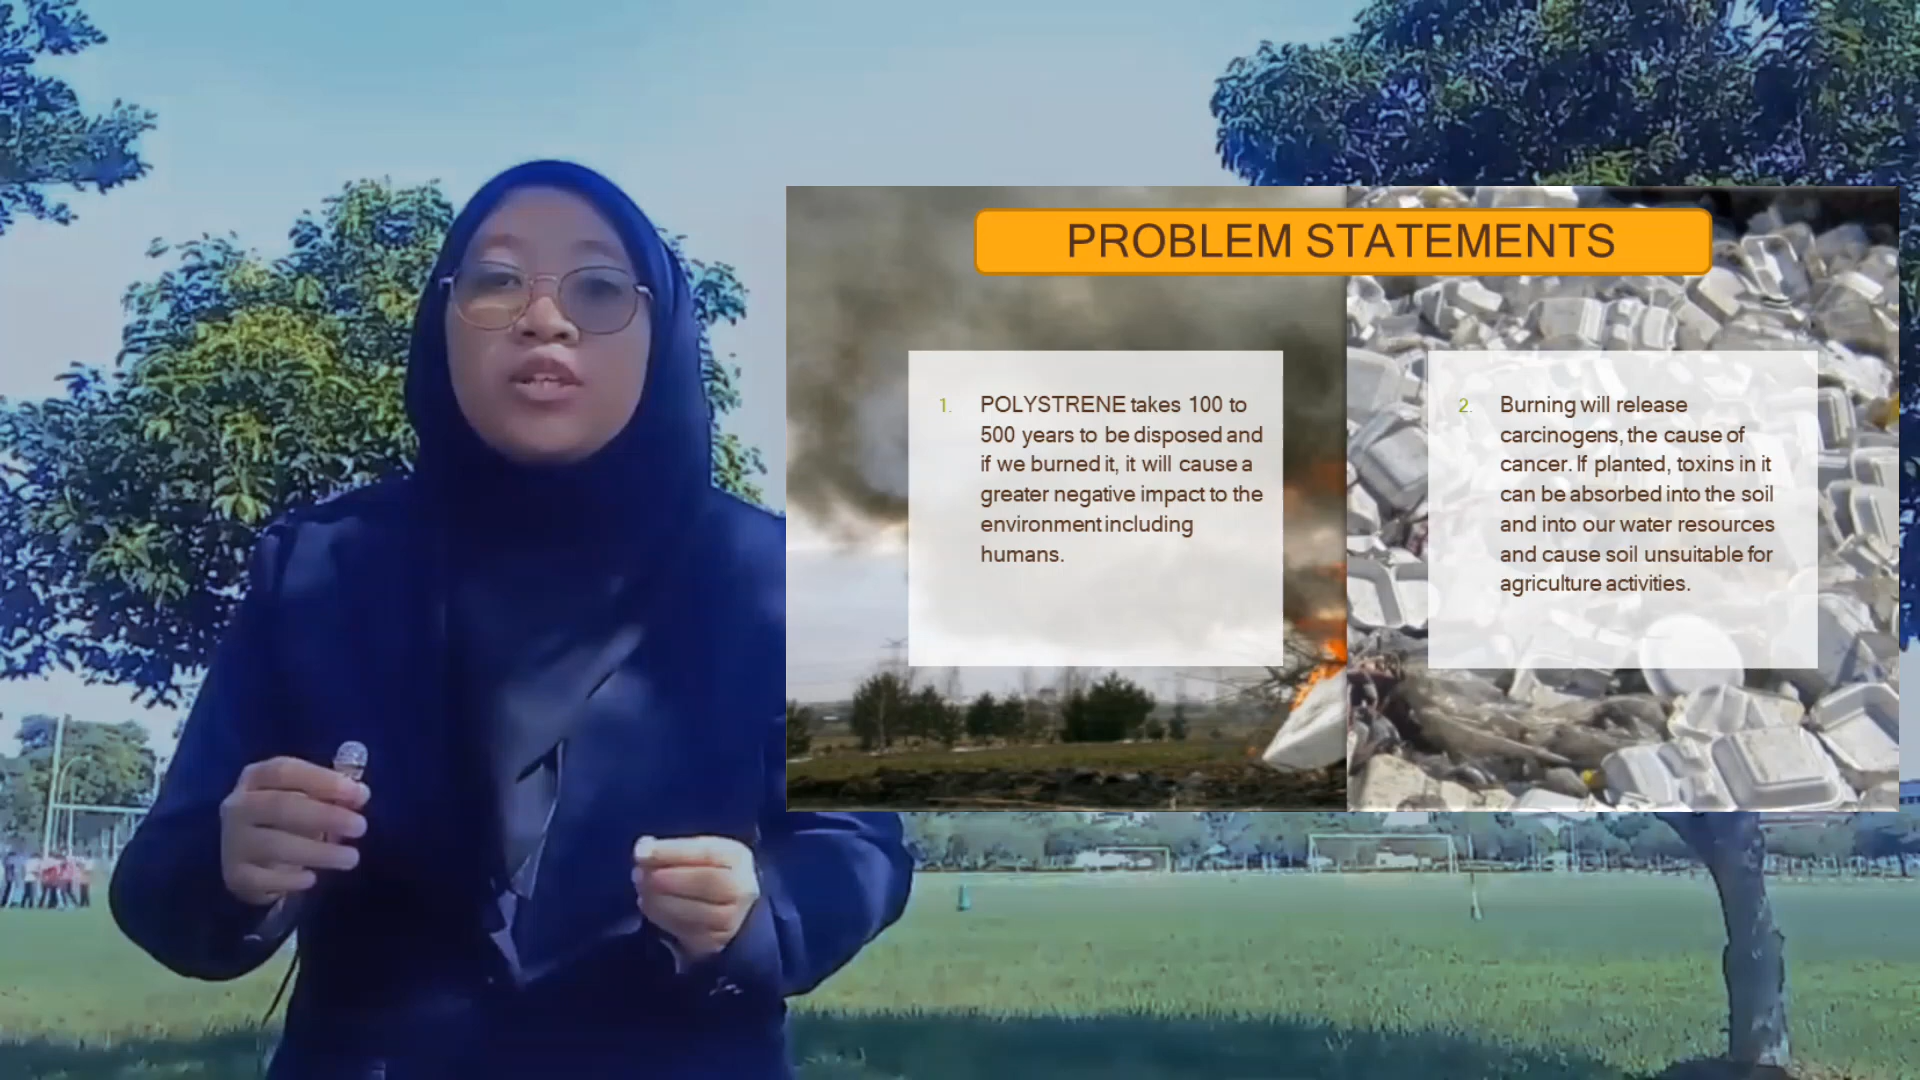 PROBLEM STATEMENTS
1. POLYSTRENE takes 100 to
500 years to be disposed and
if we burned it, it will cause a
greater negative impact to the
environment including
humans.
2. Burning will release
carcinogens, the cause of
cancer. If planted, toxins in it
can be absorbed into the soil
and into our water resources
and cause soil unsuitable for
agriculture activities.